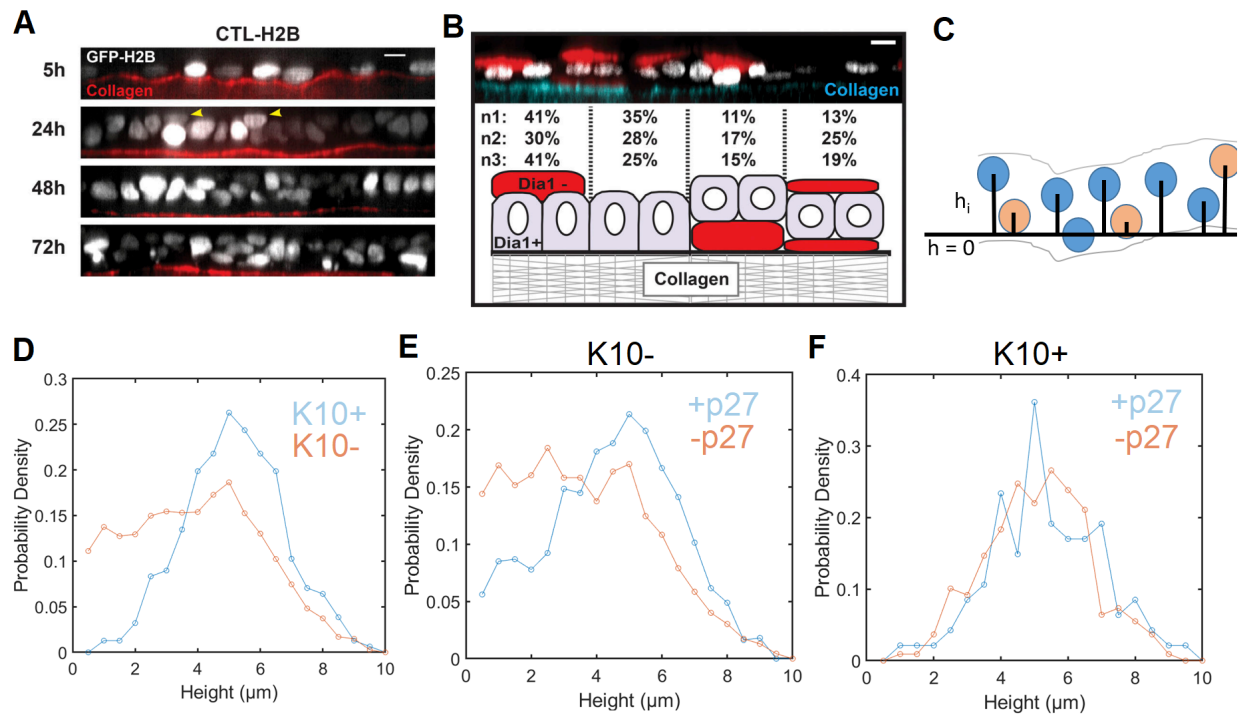 A
CTL-H2B
5h
GFP-H2B
Collagen
24h
48h
72h
B
Collagen
n1: 41% 35% 11% 13%
n2: 30% 28% 17% 25%
n3: 41% 25% 15% 19%
Dia1 -
Dia1+
Collagen
C
hi
h = 0
D
K10+
K10-
Probability Density
0.3
0.25
0.2
0.15
0.1
0.05
0
0 2 4 6 8 10
Height (µm)
E
K10-
+p27
-p27
Probability Density
0.25
0.2
0.15
0.1
0.05
0
0 2 4 6 8 10
Height (µm)
F
K10+
+p27
-p27
Probability Density
0.4
0.3
0.2
0.1
0
0 2 4 6 8 10
Height (µm)